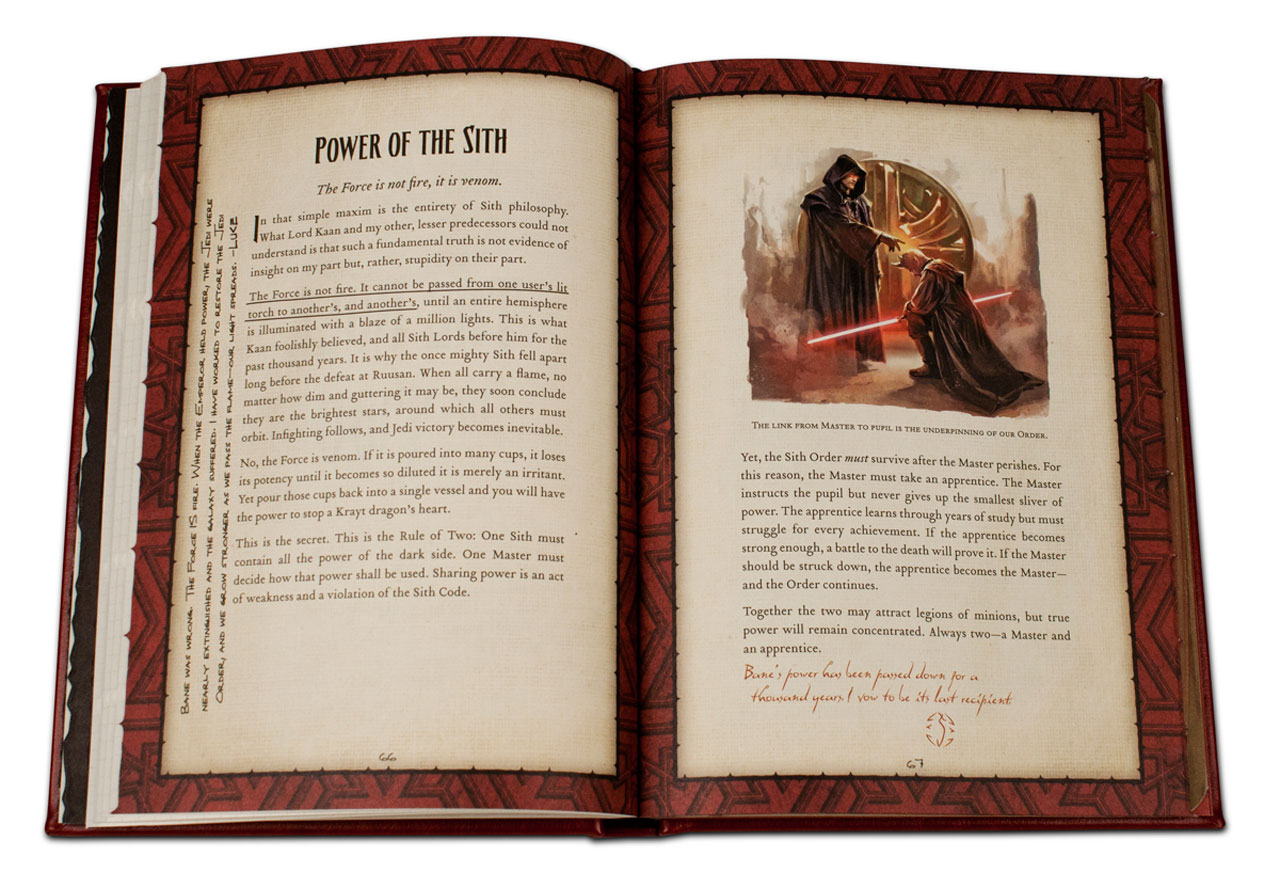 POWER OF THE SITH
The Force is not fire, it is venom.
In that simple maxim is the entirety of Sith philosophy.
What Lord Kaan and my other, lesser predecessors could not
understand is that such a fundamental truth is not evidence of
insight on my part but, rather, stupidity on their part.
The Force is not fire. It cannot be passed from one user's lit
torch to another's, and another's, until an entire hemisphere
is illuminated with a blaze of a million lights. This is what
Kaan foolishly believed, and all Sith Lords before him for the
past thousand years. It is why the once mighty Sith fell apart
long before the defeat at Ruusan. When all carry a flame, no
matter how dim and guttering it may be, they soon conclude
they are the brightest stars, around which all others must
orbit. Infighting follows, and Jedi victory becomes inevitable.
No, the Force is venom. If it is poured into many cups, it loses
its potency until it becomes so diluted it is merely an irritant.
Yet pour those cups back into a single vessel and you will have
the power to stop a Krayt dragon's heart.
This is the secret. This is the Rule of Two: One Sith must
contain all the power of the dark side. One Master must
decide how that power shall be used. Sharing power is an act
of weakness and a violation of the Sith Code.
BANE WAS WRONG. THE FORCE IS FIRE. WHEN THE EMPEROR HELD POWER, THE JEDI WERE
NEARLY EXTINGUISHED AND THE GALAXY SUFFERED. I HAVE WORKED TO RESTORE THE JEDI
ORDER, AND WE GROW STRONGER AS WE PASS THE FLAME—OUR LIGHT SPREADS. —LUKE
66
THE LINK FROM MASTER TO PUPIL IS THE UNDERPINNING OF OUR ORDER.
Yet, the Sith Order must survive after the Master perishes. For
this reason, the Master must take an apprentice. The Master
instructs the pupil but never gives up the smallest sliver of
power. The apprentice learns through years of study but must
struggle for every achievement. If the apprentice becomes
strong enough, a battle to the death will prove it. If the Master
should be struck down, the apprentice becomes the Master—
and the Order continues.
Together the two may attract legions of minions, but true
power will remain concentrated. Always two—a Master and
an apprentice.
Bane's power has been passed down for a
thousand years. I vow to be its last recipient.
67